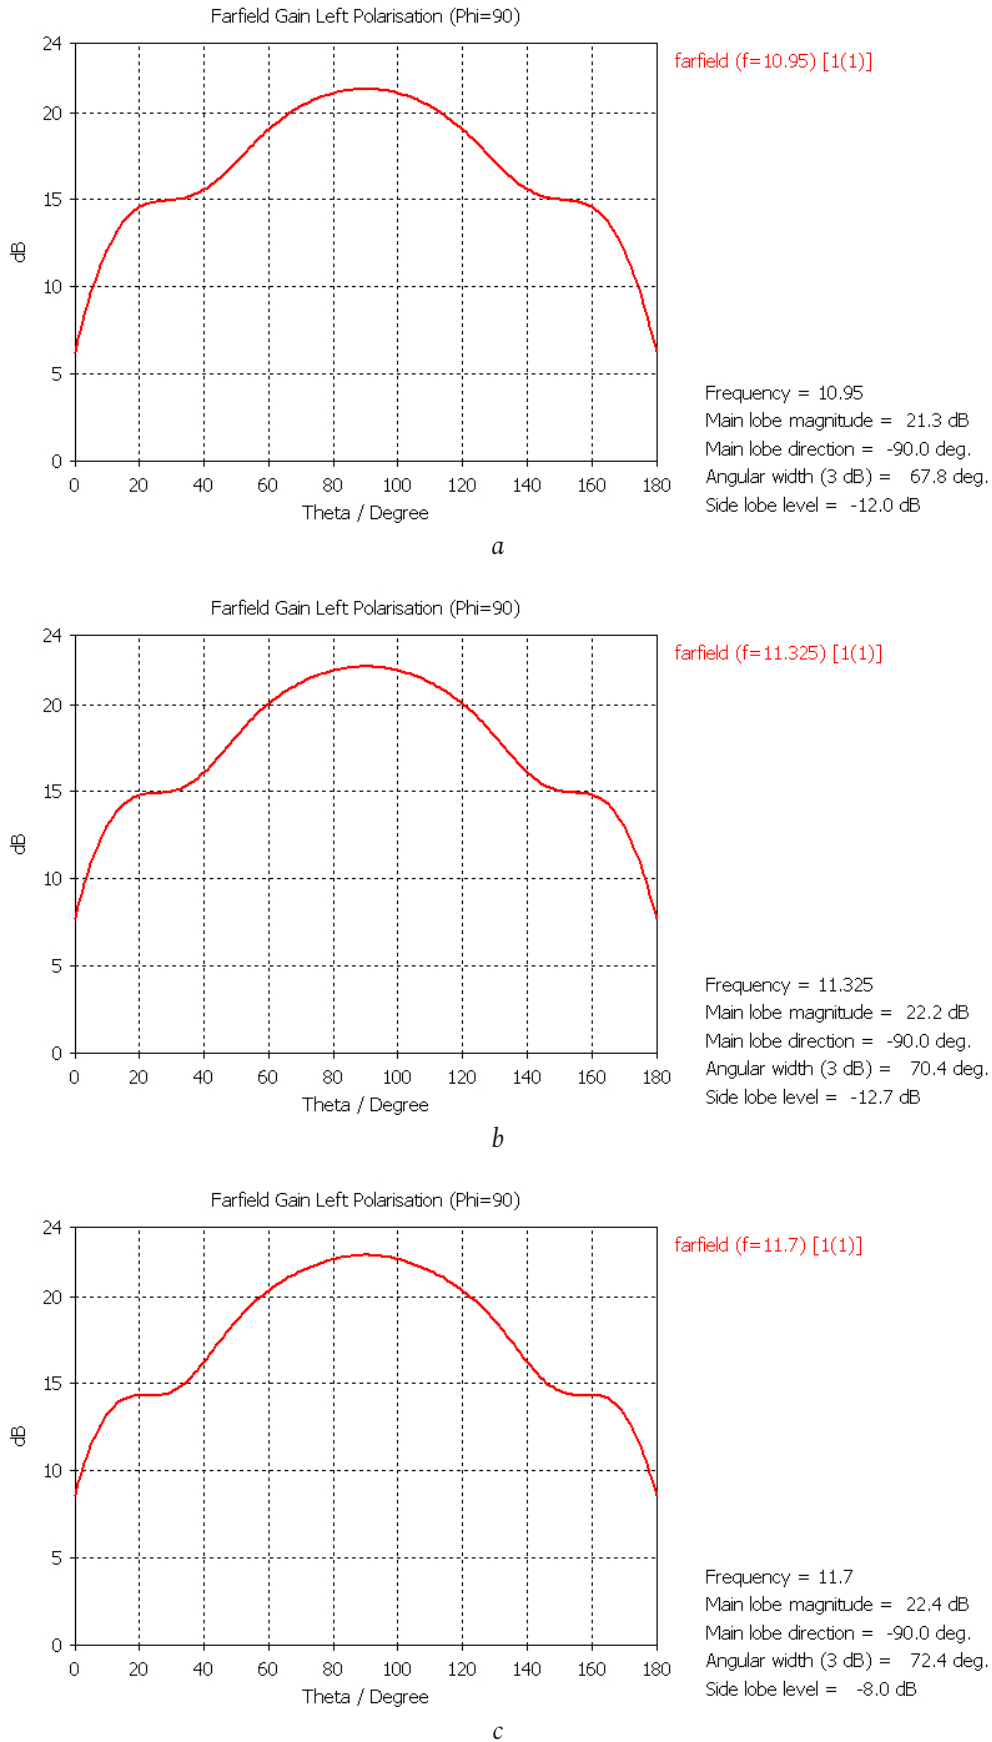 Farfield Gain Left Polarisation (Phi=90)
farfield (f=10.95) [1(1)]
24
20
15
10
5
0
dB
0 20 40 60 80 100 120 140 160 180
Theta / Degree
Frequency = 10.95
Main lobe magnitude = 21.3 dB
Main lobe direction = -90.0 deg.
Angular width (3 dB) = 67.8 deg.
Side lobe level = -12.0 dB
a
Farfield Gain Left Polarisation (Phi=90)
farfield (f=11.325) [1(1)]
24
20
15
10
5
0
dB
0 20 40 60 80 100 120 140 160 180
Theta / Degree
Frequency = 11.325
Main lobe magnitude = 22.2 dB
Main lobe direction = -90.0 deg.
Angular width (3 dB) = 70.4 deg.
Side lobe level = -12.7 dB
b
Farfield Gain Left Polarisation (Phi=90)
farfield (f=11.7) [1(1)]
24
20
15
10
5
0
dB
0 20 40 60 80 100 120 140 160 180
Theta / Degree
Frequency = 11.7
Main lobe magnitude = 22.4 dB
Main lobe direction = -90.0 deg.
Angular width (3 dB) = 72.4 deg.
Side lobe level = -8.0 dB
c